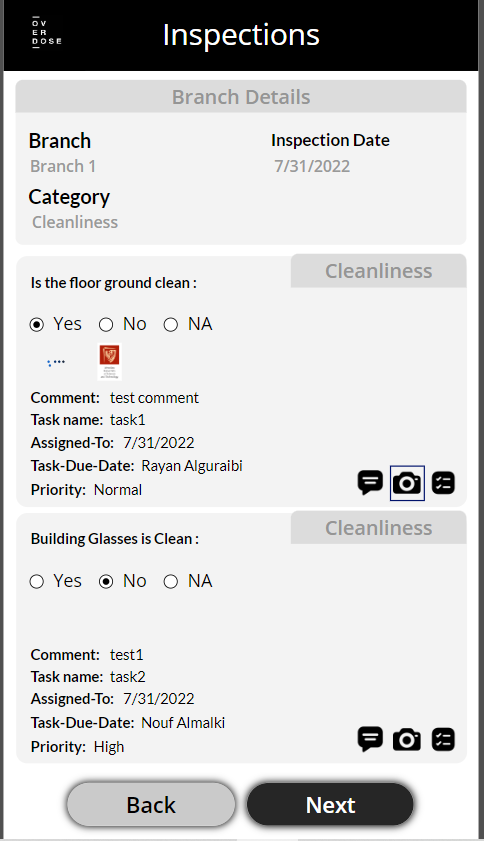 OV
ER
DOSE
Inspections
Branch Details
Branch
Inspection Date
Branch 1
7/31/2022
Category
Cleanliness
Cleanliness
Is the floor ground clean :
Yes No NA
Comment: test comment
Task name: task1
Assigned-To: 7/31/2022
Task-Due-Date: Rayan Alguraibi
Priority: Normal
Cleanliness
Building Glasses is Clean :
Yes No NA
Comment: test1
Task name: task2
Assigned-To: 7/31/2022
Task-Due-Date: Nouf Almalki
Priority: High
Back Next